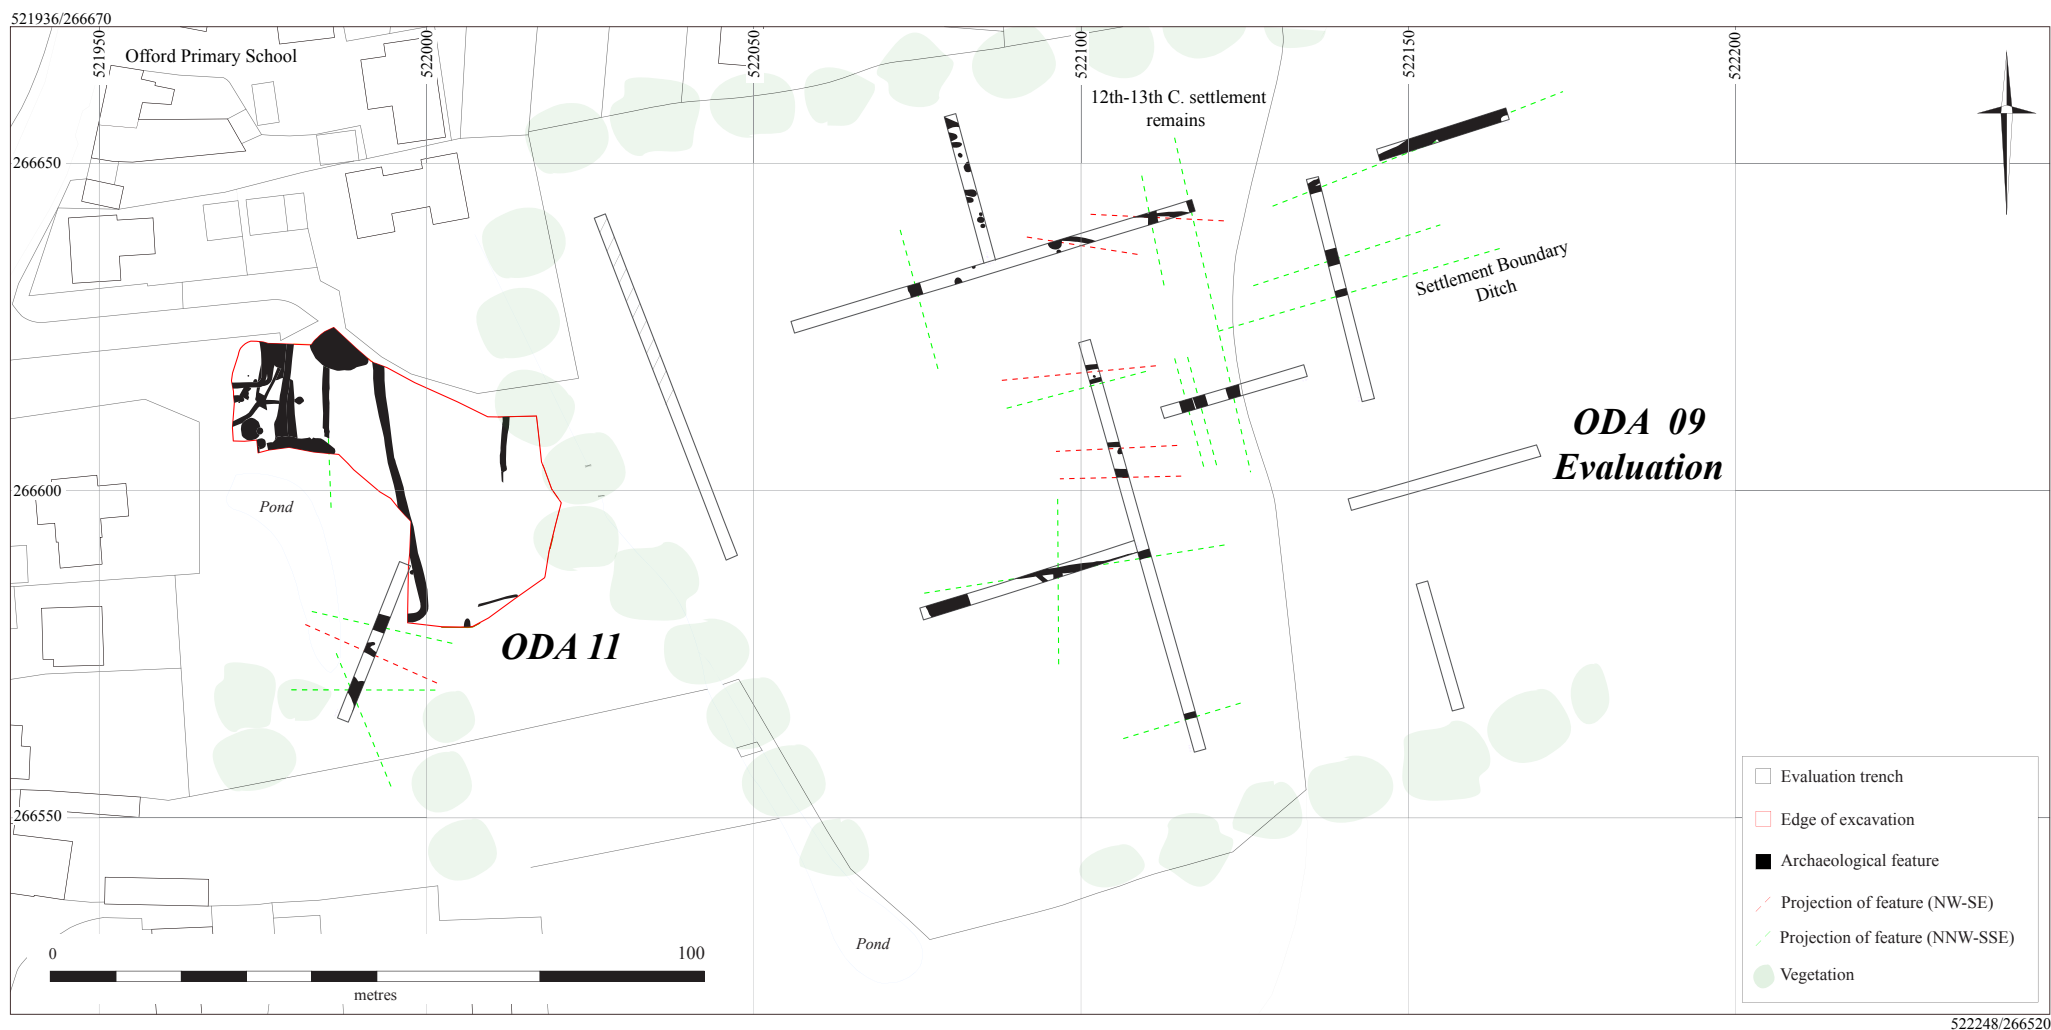 521936/266670
521950
522000
522050
522100
522150
522200
Offord Primary School
12th-13th C. settlement
remains
266650
Settlement Boundary
Ditch
ODA 09
Evaluation
266600
Pond
ODA 11
266550
Evaluation trench
Edge of excavation
Archaeological feature
Projection of feature (NW-SE)
Projection of feature (NNW-SSE)
Vegetation
Pond
0 100
metres
522248/266520